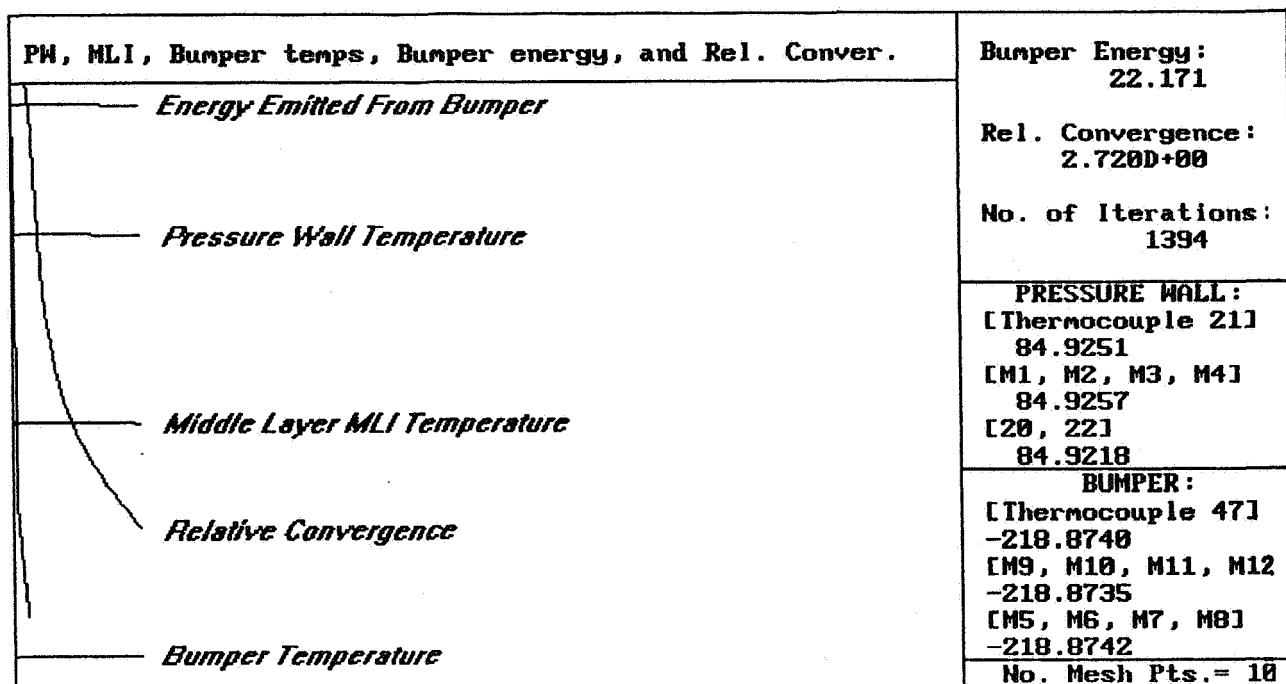 PW, MLI, Bumper temps, Bumper energy, and Rel. Conver.
Energy Emitted From Bumper
Pressure Wall Temperature
Middle Layer MLI Temperature
Relative Convergence
Bumper Temperature
Bumper Energy:
22.171
Rel. Convergence:
2.720D+00
No. of Iterations:
1394
PRESSURE WALL:
[Thermocouple 21]
84.9251
[M1, M2, M3, M4]
84.9257
[20, 22]
84.9218
BUMPER:
[Thermocouple 47]
-218.8740
[M9, M10, M11, M12
-218.8735
[M5, M6, M7, M8]
-218.8742
No. Mesh Pts.= 10